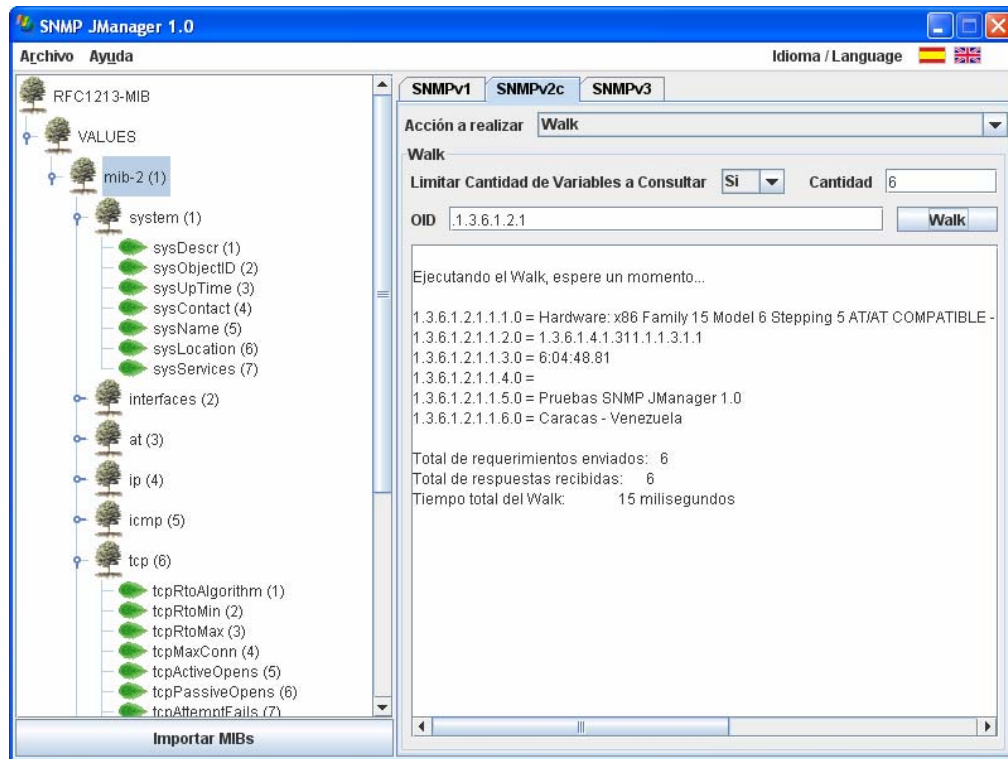 SNMP JManager 1.0
Archivo Ayuda
Idioma / Language
RFC1213-MIB
VALUES
mib-2 (1)
system (1)
sysDescr (1)
sysObjectID (2)
sysUpTime (3)
sysContact (4)
sysName (5)
sysLocation (6)
sysServices (7)
interfaces (2)
at (3)
ip (4)
icmp (5)
tcp (6)
tcpRtoAlgorithm (1)
tcpRtoMin (2)
tcpRtoMax (3)
tcpMaxConn (4)
tcpActiveOpens (5)
tcpPassiveOpens (6)
tcpAttemptFails (7)
Importar MIBs
SNMPv1 SNMPv2c SNMPv3
Acción a realizar Walk
Walk
Limitar Cantidad de Variables a Consultar Si Cantidad 6
OID .1.3.6.1.2.1 Walk
Ejecutando el Walk, espere un momento...
1.3.6.1.2.1.1.1.0 = Hardware: x86 Family 15 Model 6 Stepping 5 AT/AT COMPATIBLE -
1.3.6.1.2.1.1.2.0 = 1.3.6.1.4.1.311.1.1.3.1.1
1.3.6.1.2.1.1.3.0 = 6:04:48.81
1.3.6.1.2.1.1.4.0 =
1.3.6.1.2.1.1.5.0 = Pruebas SNMP JManager 1.0
1.3.6.1.2.1.1.6.0 = Caracas - Venezuela
Total de requerimientos enviados: 6
Total de respuestas recibidas: 6
Tiempo total del Walk: 15 milisegundos